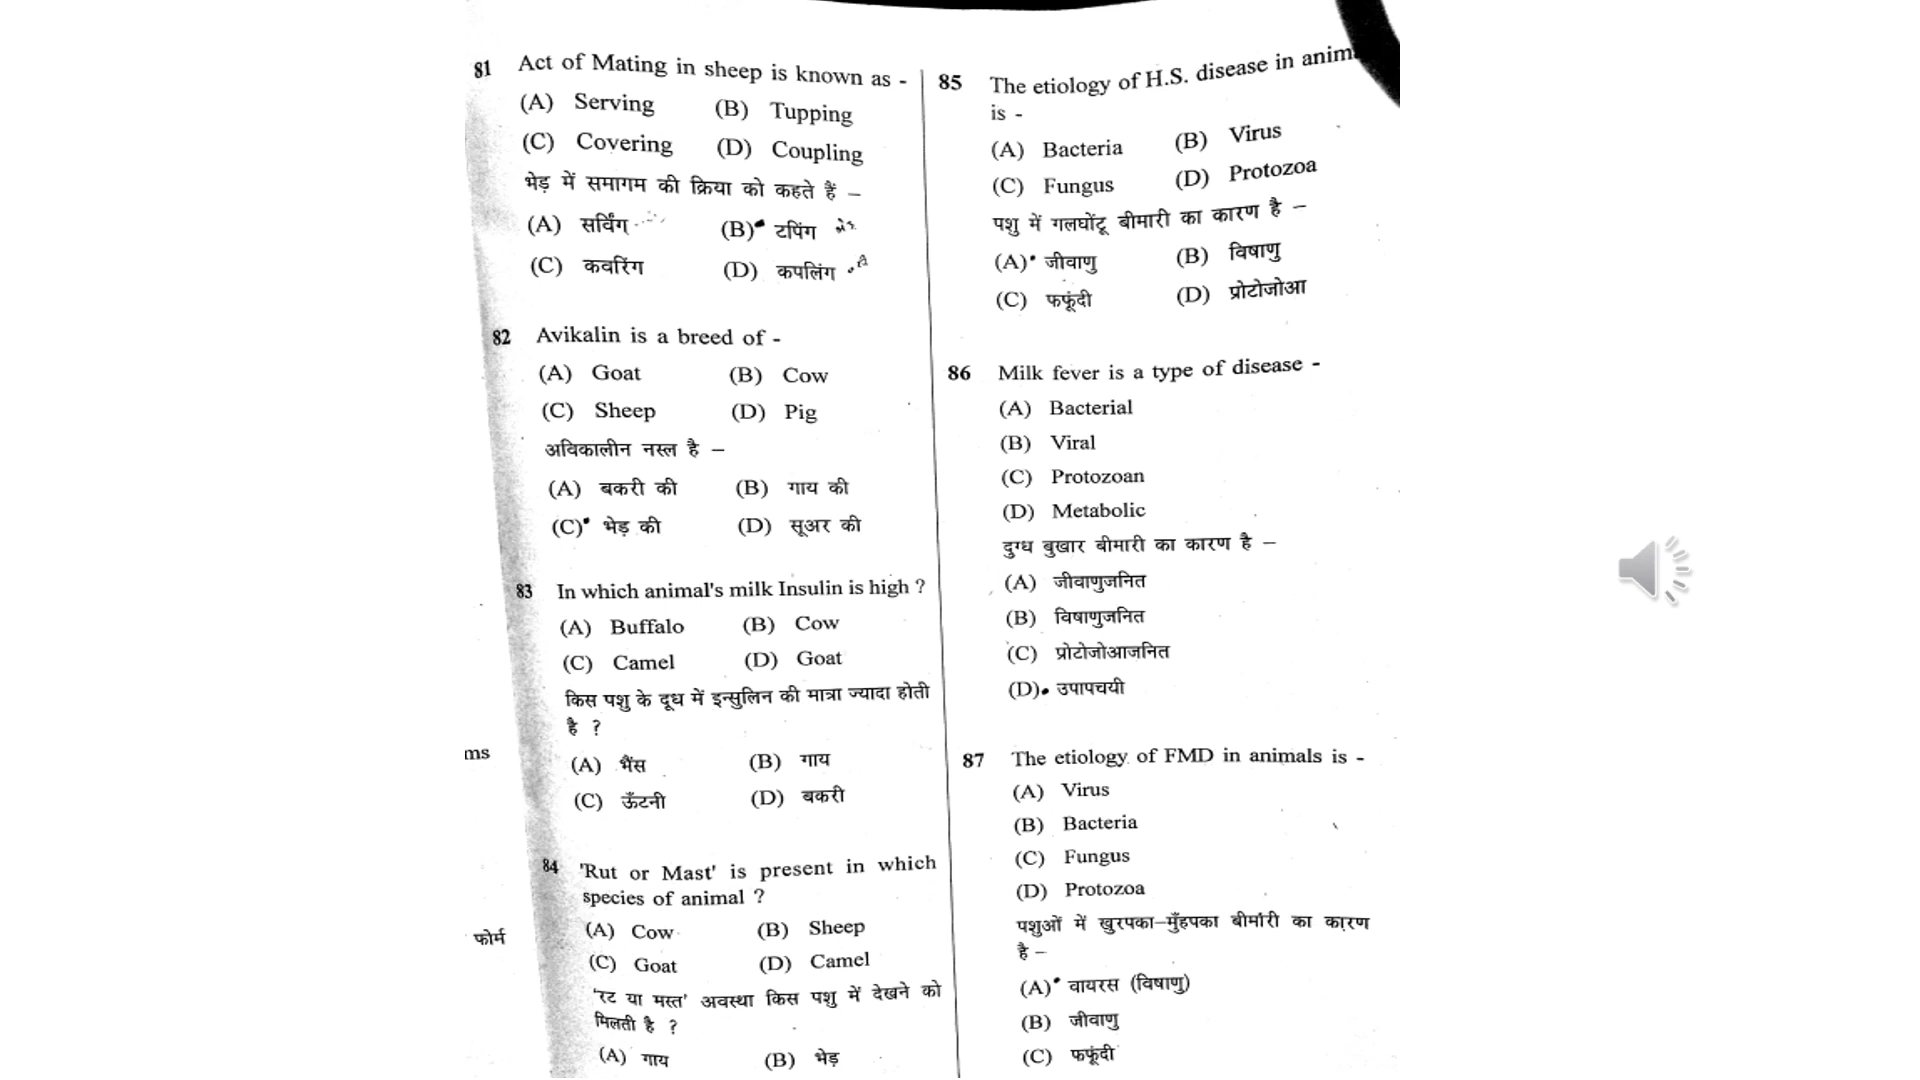 81 Act of Mating in sheep is known as -
(A) Serving (B) Tupping
(C) Covering (D) Coupling
भेड़ में समागम की क्रिया को कहते हैं –
(A) सर्विंग (B) टपिंग
(C) कवरिंग (D) कपलिंग
82 Avikalin is a breed of -
(A) Goat (B) Cow
(C) Sheep (D) Pig
अविकालीन नस्ल है –
(A) बकरी की (B) गाय की
(C) भेड़ की (D) सूअर की
83 In which animal's milk Insulin is high ?
(A) Buffalo (B) Cow
(C) Camel (D) Goat
किस पशु के दूध में इन्सुलिन की मात्रा ज्यादा होती
है ?
(A) भैंस (B) गाय
(C) ऊँटनी (D) बकरी
84 'Rut or Mast' is present in which
species of animal ?
(A) Cow (B) Sheep
(C) Goat (D) Camel
'रट या मस्त' अवस्था किस पशु में देखने को
मिलती है ?
(A) गाय (B) भेड़
ms
फोर्म
85 The etiology of H.S. disease in anim
is -
(A) Bacteria (B) Virus
(C) Fungus (D) Protozoa
पशु में गलघोंटू बीमारी का कारण है –
(A) जीवाणु (B) विषाणु
(C) फफूंदी (D) प्रोटोजोआ
86 Milk fever is a type of disease -
(A) Bacterial
(B) Viral
(C) Protozoan
(D) Metabolic
दुग्ध बुखार बीमारी का कारण है –
(A) जीवाणुजनित
(B) विषाणुजनित
(C) प्रोटोजोआजनित
(D) उपापचयी
87 The etiology of FMD in animals is -
(A) Virus
(B) Bacteria
(C) Fungus
(D) Protozoa
पशुओं में खुरपका–मुँहपका बीमारी का कारण
है –
(A) वायरस (विषाणु)
(B) जीवाणु
(C) फफूंदी